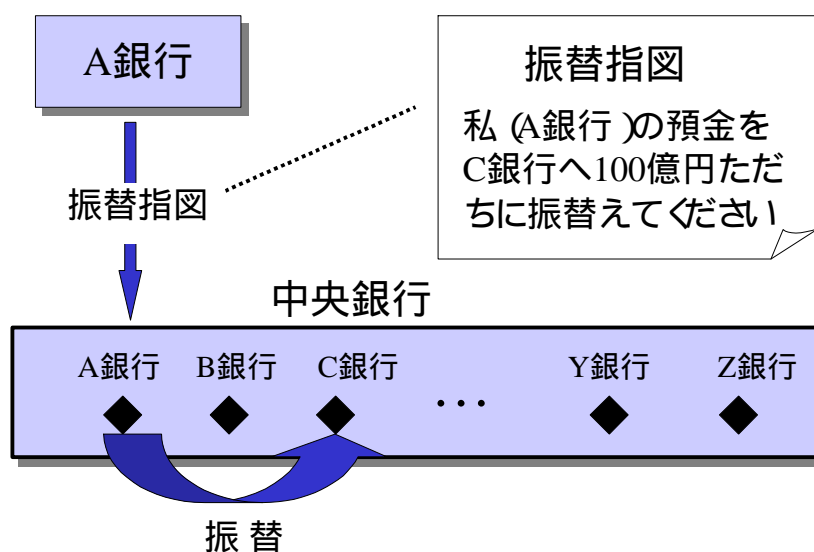 A銀行
振替指図
私(A銀行)の預金を
C銀行へ100億円ただ
ちに振替えてください
振替指図
中央銀行
A銀行 B銀行 C銀行 ・・・ Y銀行 Z銀行
振 替